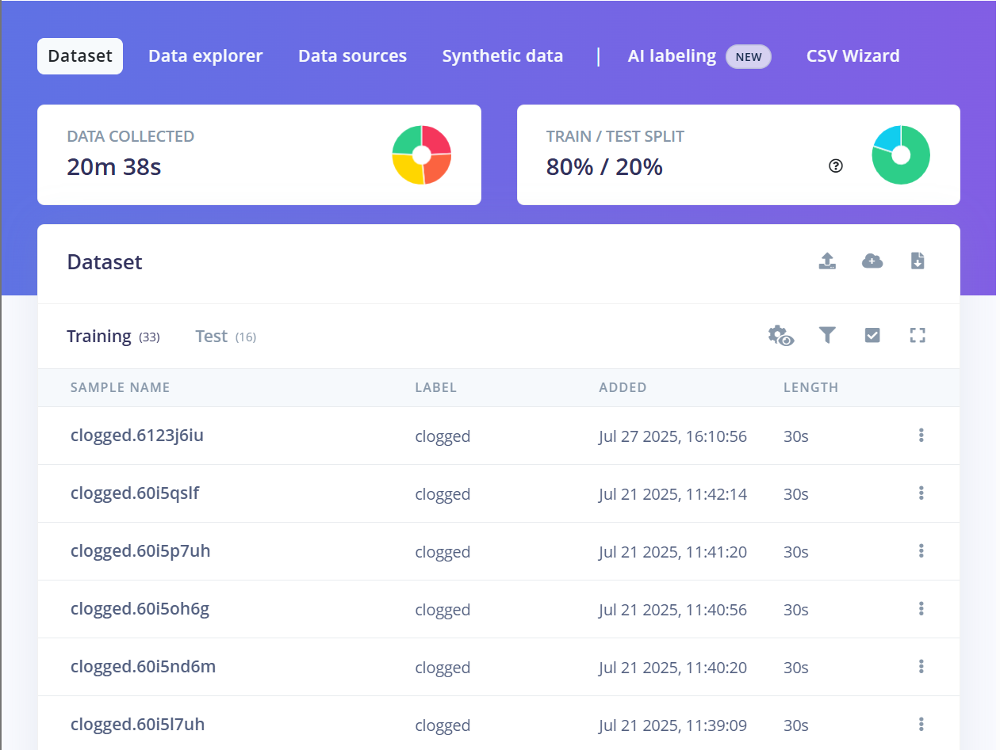 Dataset Data explorer Data sources Synthetic data | AI labeling NEW CSV Wizard
DATA COLLECTED
20m 38s
TRAIN / TEST SPLIT
80% / 20%
Dataset
Training (33) Test (16)
SAMPLE NAME LABEL ADDED LENGTH
clogged.6123j6iu clogged Jul 27 2025, 16:10:56 30s
clogged.60i5qslf clogged Jul 21 2025, 11:42:14 30s
clogged.60i5p7uh clogged Jul 21 2025, 11:41:20 30s
clogged.60i5oh6g clogged Jul 21 2025, 11:40:56 30s
clogged.60i5nd6m clogged Jul 21 2025, 11:40:20 30s
clogged.60i5l7uh clogged Jul 21 2025, 11:39:09 30s